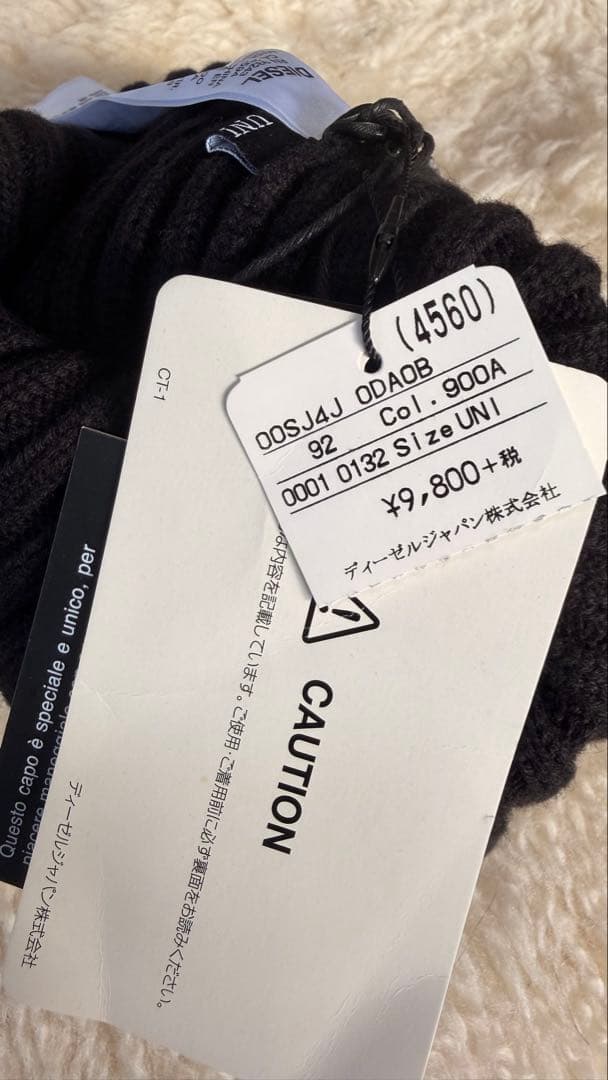 DIESEL
UNI
(4560)
00SJ4J 0DAOB
92 Col.900A
0001 0132 Size UNI
¥9,800+税
ディーゼルジャパン株式会社
CT-1
CAUTION
内容を記載しています。ご使用・ご着用前に必ず裏面をお読みください。
ディーゼルジャパン株式会社
Questo capo è speciale e unico, per
piacere